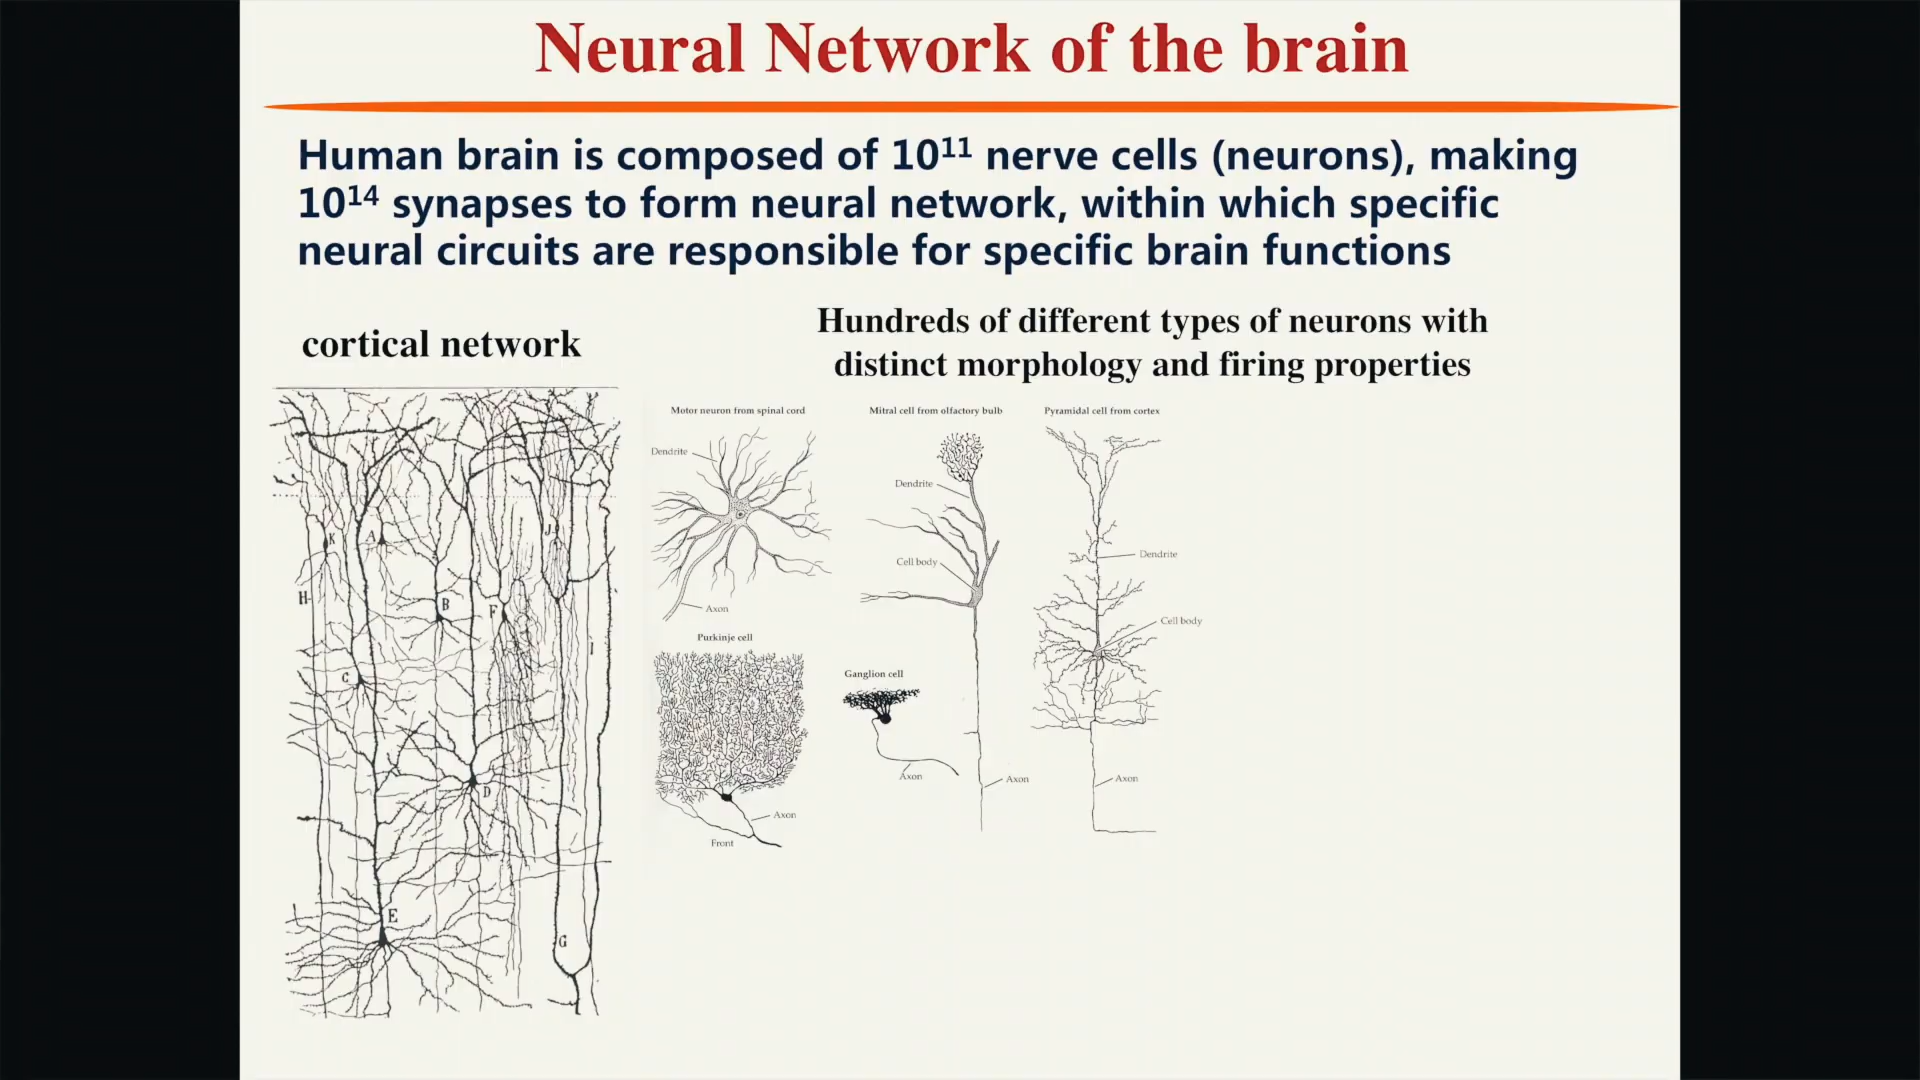 Neural Network of the brain
Human brain is composed of 10¹¹ nerve cells (neurons), making
10¹⁴ synapses to form neural network, within which specific
neural circuits are responsible for specific brain functions
cortical network
Hundreds of different types of neurons with
distinct morphology and firing properties
K
A
J
H
B
F
I
C
D
E
G
Motor neuron from spinal cord
Dendrite
Axon
Purkinje cell
Axon
Front
Mitral cell from olfactory bulb
Dendrite
Cell body
Axon
Ganglion cell
Axon
Pyramidal cell from cortex
Dendrite
Cell body
Axon